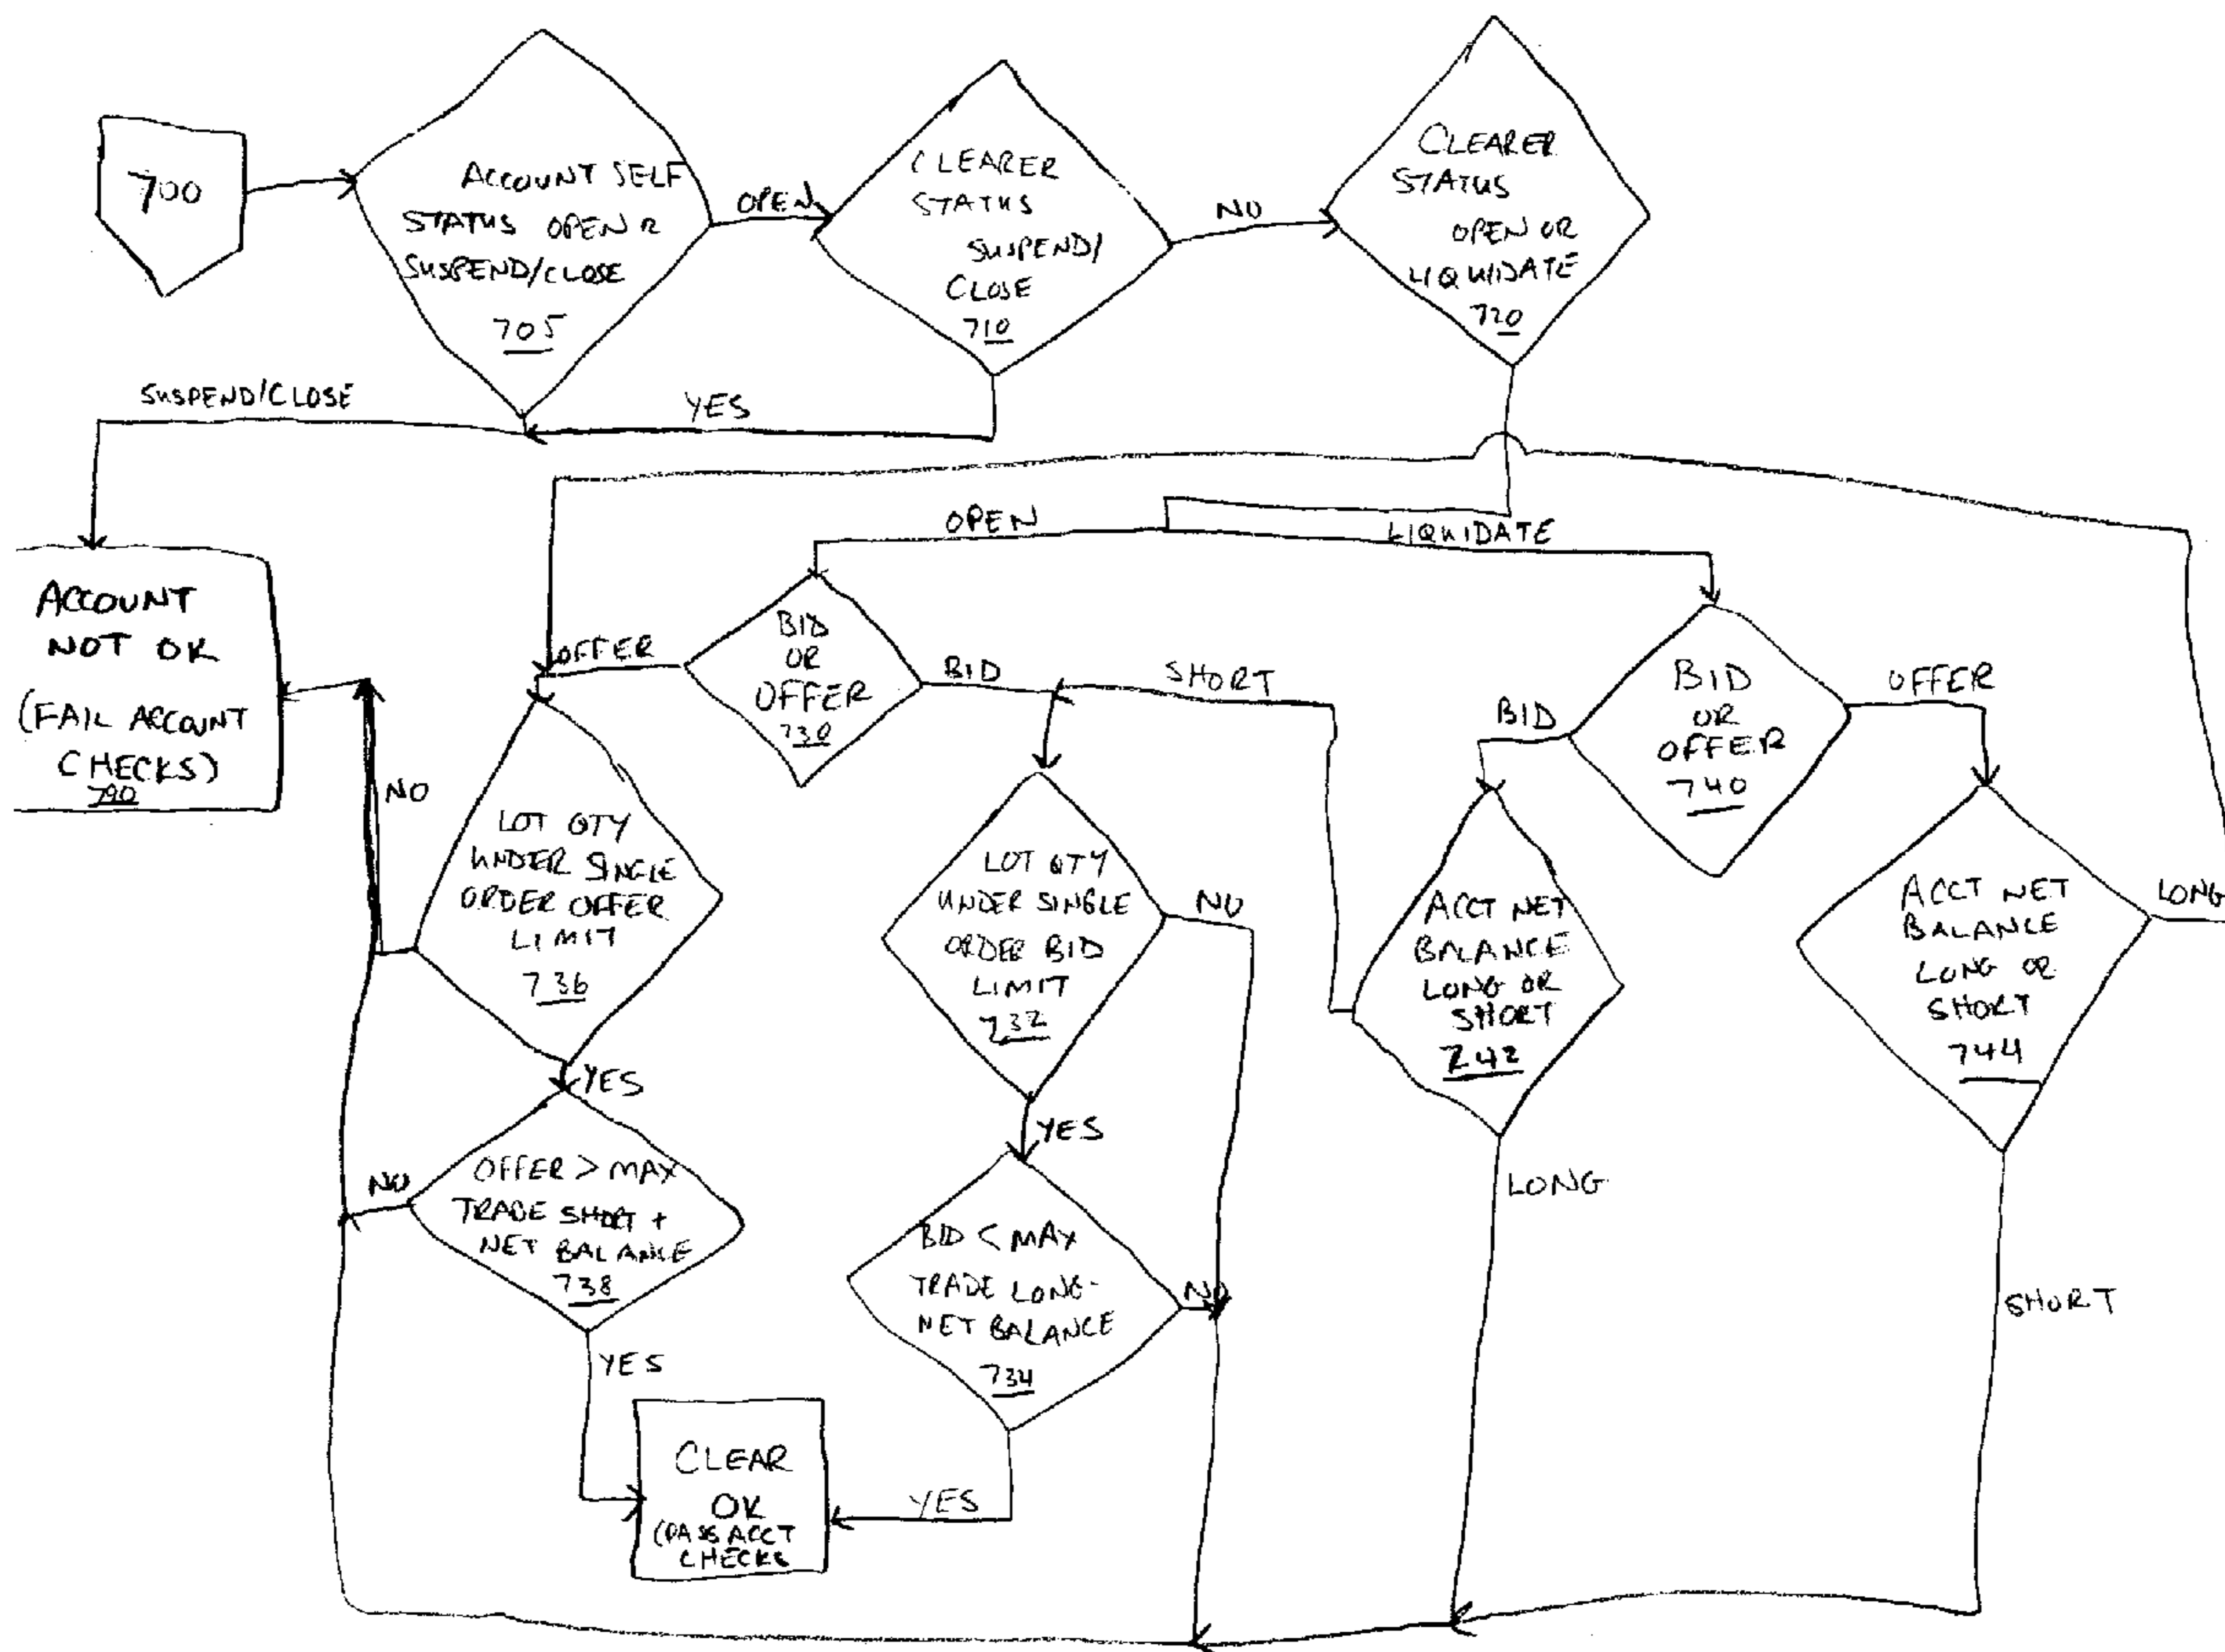 700
ACCOUNT SELF
STATUS OPEN R
SUSPEND/CLOSE
705
OPEN
CLEARER
STATUS
SUSPEND/
CLOSE
710
NO
CLEARER
STATUS
OPEN OR
LIQUIDATE
720
SUSPEND/CLOSE
YES
OPEN
LIQUIDATE
ACCOUNT
NOT OK
(FAIL ACCOUNT
CHECKS)
790
NO
OFFER
BID
OR
OFFER
730
BID
SHORT
BID
BID
OR
OFFER
740
OFFER
LOT QTY
UNDER SINGLE
ORDER OFFER
LIMIT
736
LOT QTY
UNDER SINGLE
ORDER BID
LIMIT
732
NO
ACCT NET
BALANCE
LONG OR
SHORT
742
ACCT NET
BALANCE
LONG OR
SHORT
744
LONG
YES
YES
NO
OFFER > MAX
TRADE SHORT +
NET BALANCE
738
BID < MAX
TRADE LONG-
NET BALANCE
734
NO
LONG
SHORT
YES
CLEAR
OK
(PASS ACCT
CHECKS
YES